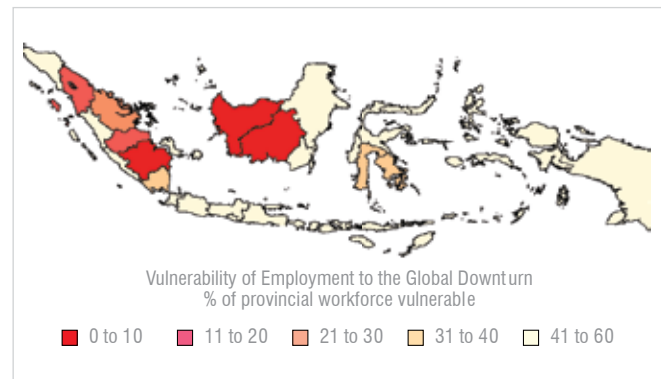 Vulnerability of Employment to the Global Downturn
% of provincial workforce vulnerable
0 to 10 11 to 20 21 to 30 31 to 40 41 to 60